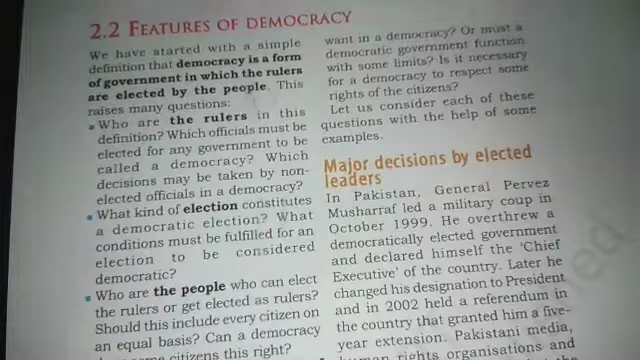 2.2 FEATURES OF DEMOCRACY
We have started with a simple
definition that democracy is a form
of government in which the rulers
are elected by the people. This
raises many questions:
• Who are the rulers in this
definition? Which officials must be
elected for any government to be
called a democracy? Which
decisions may be taken by non-
elected officials in a democracy?
• What kind of election constitutes
a democratic election? What
conditions must be fulfilled for an
election to be considered
democratic?
• Who are the people who can elect
the rulers or get elected as rulers?
Should this include every citizen on
an equal basis? Can a democracy
some citizens this right?
want in a democracy? Or must a
democratic government function
with some limits? Is it necessary
for a democracy to respect some
rights of the citizens?
Let us consider each of these
questions with the help of some
examples.
Major decisions by elected
leaders
In Pakistan, General Pervez
Musharraf led a military coup in
October 1999. He overthrew a
democratically elected government
and declared himself the ‘Chief
Executive’ of the country. Later he
changed his designation to President
and in 2002 held a referendum in
the country that granted him a five-
year extension. Pakistani media,
human rights organisations and